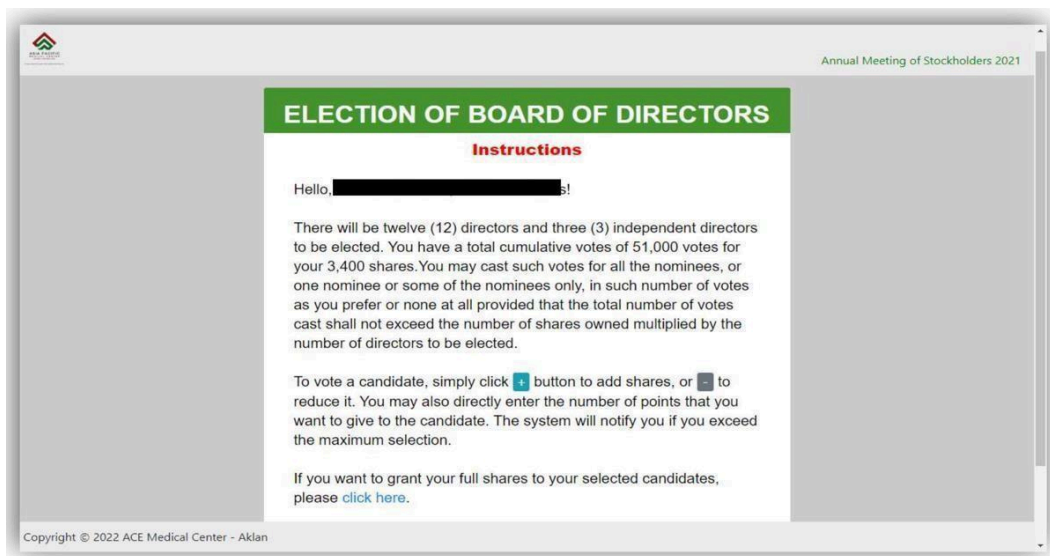 ASIA PACIFIC
Annual Meeting of Stockholders 2021
ELECTION OF BOARD OF DIRECTORS
Instructions
Hello, s!
There will be twelve (12) directors and three (3) independent directors
to be elected. You have a total cumulative votes of 51,000 votes for
your 3,400 shares.You may cast such votes for all the nominees, or
one nominee or some of the nominees only, in such number of votes
as you prefer or none at all provided that the total number of votes
cast shall not exceed the number of shares owned multiplied by the
number of directors to be elected.
To vote a candidate, simply click + button to add shares, or - to
reduce it. You may also directly enter the number of points that you
want to give to the candidate. The system will notify you if you exceed
the maximum selection.
If you want to grant your full shares to your selected candidates,
please click here.
Copyright © 2022 ACE Medical Center - Aklan